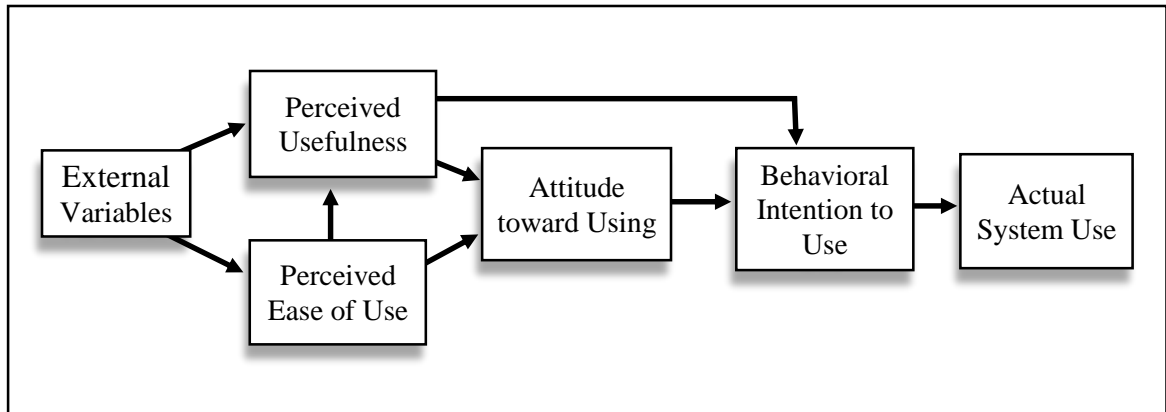 External
Variables
Perceived
Usefulness
Perceived
Ease of Use
Attitude
toward Using
Behavioral
Intention to
Use
Actual
System Use